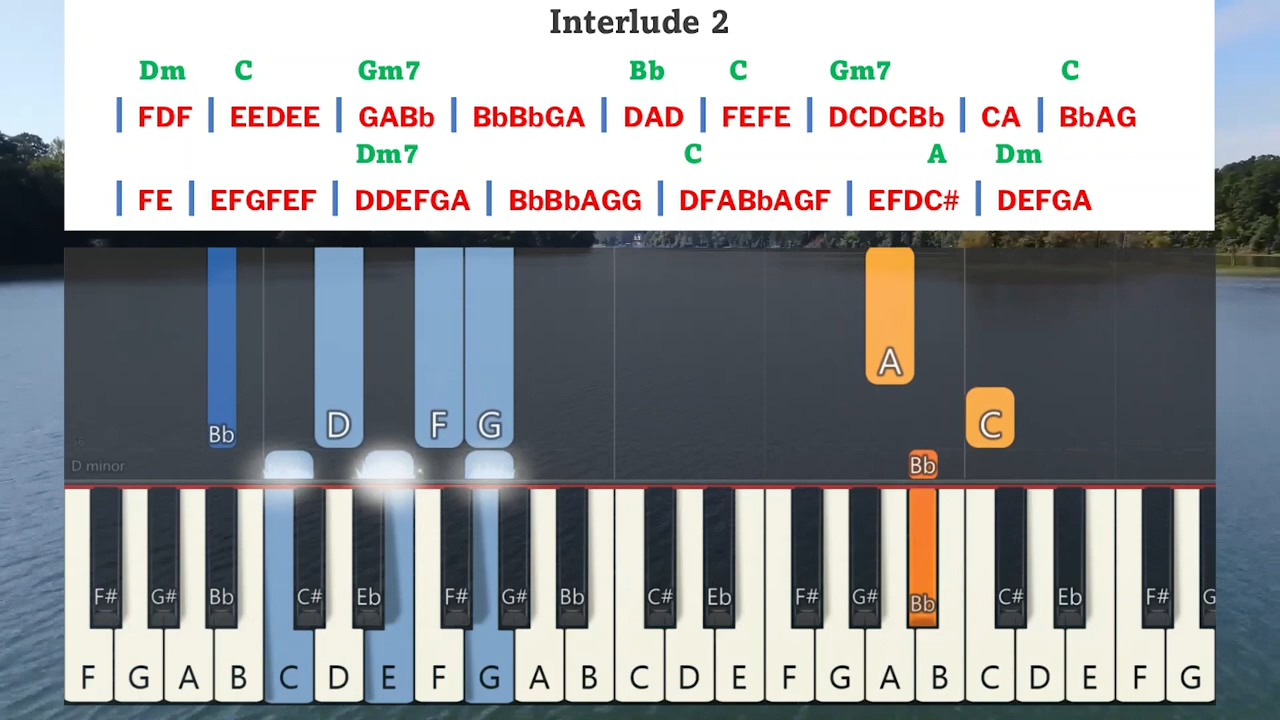 Interlude 2
Dm C Gm7 Bb C Gm7 C
| FDF | EEDEE | GABb | BbBbGA | DAD | FEFE | DCDCBb | CA | BbAG
Dm7 C A Dm
| FE | EFGFEF | DDEFGA | BbBbAGG | DFABbAGF | EFDC# | DEFGA
A
D F G C
Bb
D minor Bb
F# G# Bb C# Eb F# G# Bb C# Eb F# G# Bb C# Eb F# G
F G A B C D E F G A B C D E F G A B C D E F G